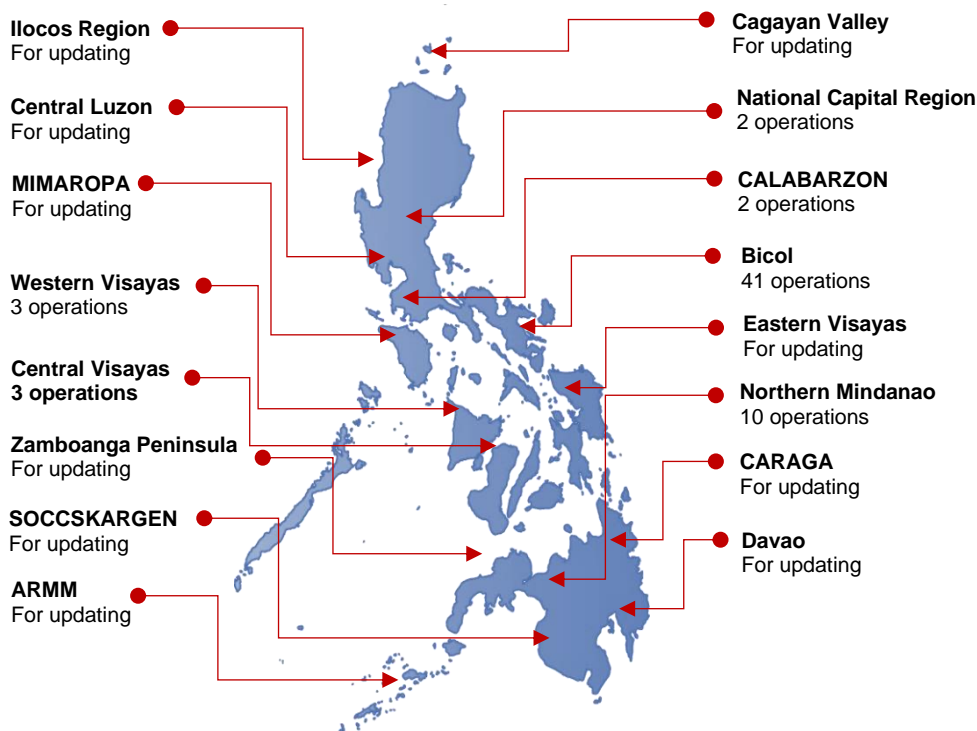 Ilocos Region
For updating
Central Luzon
For updating
MIMAROPA
For updating
Western Visayas
3 operations
Central Visayas
3 operations
Zamboanga Peninsula
For updating
SOCCSKARGEN
For updating
ARMM
For updating
Cagayan Valley
For updating
National Capital Region
2 operations
CALABARZON
2 operations
Bicol
41 operations
Eastern Visayas
For updating
Northern Mindanao
10 operations
CARAGA
For updating
Davao
For updating